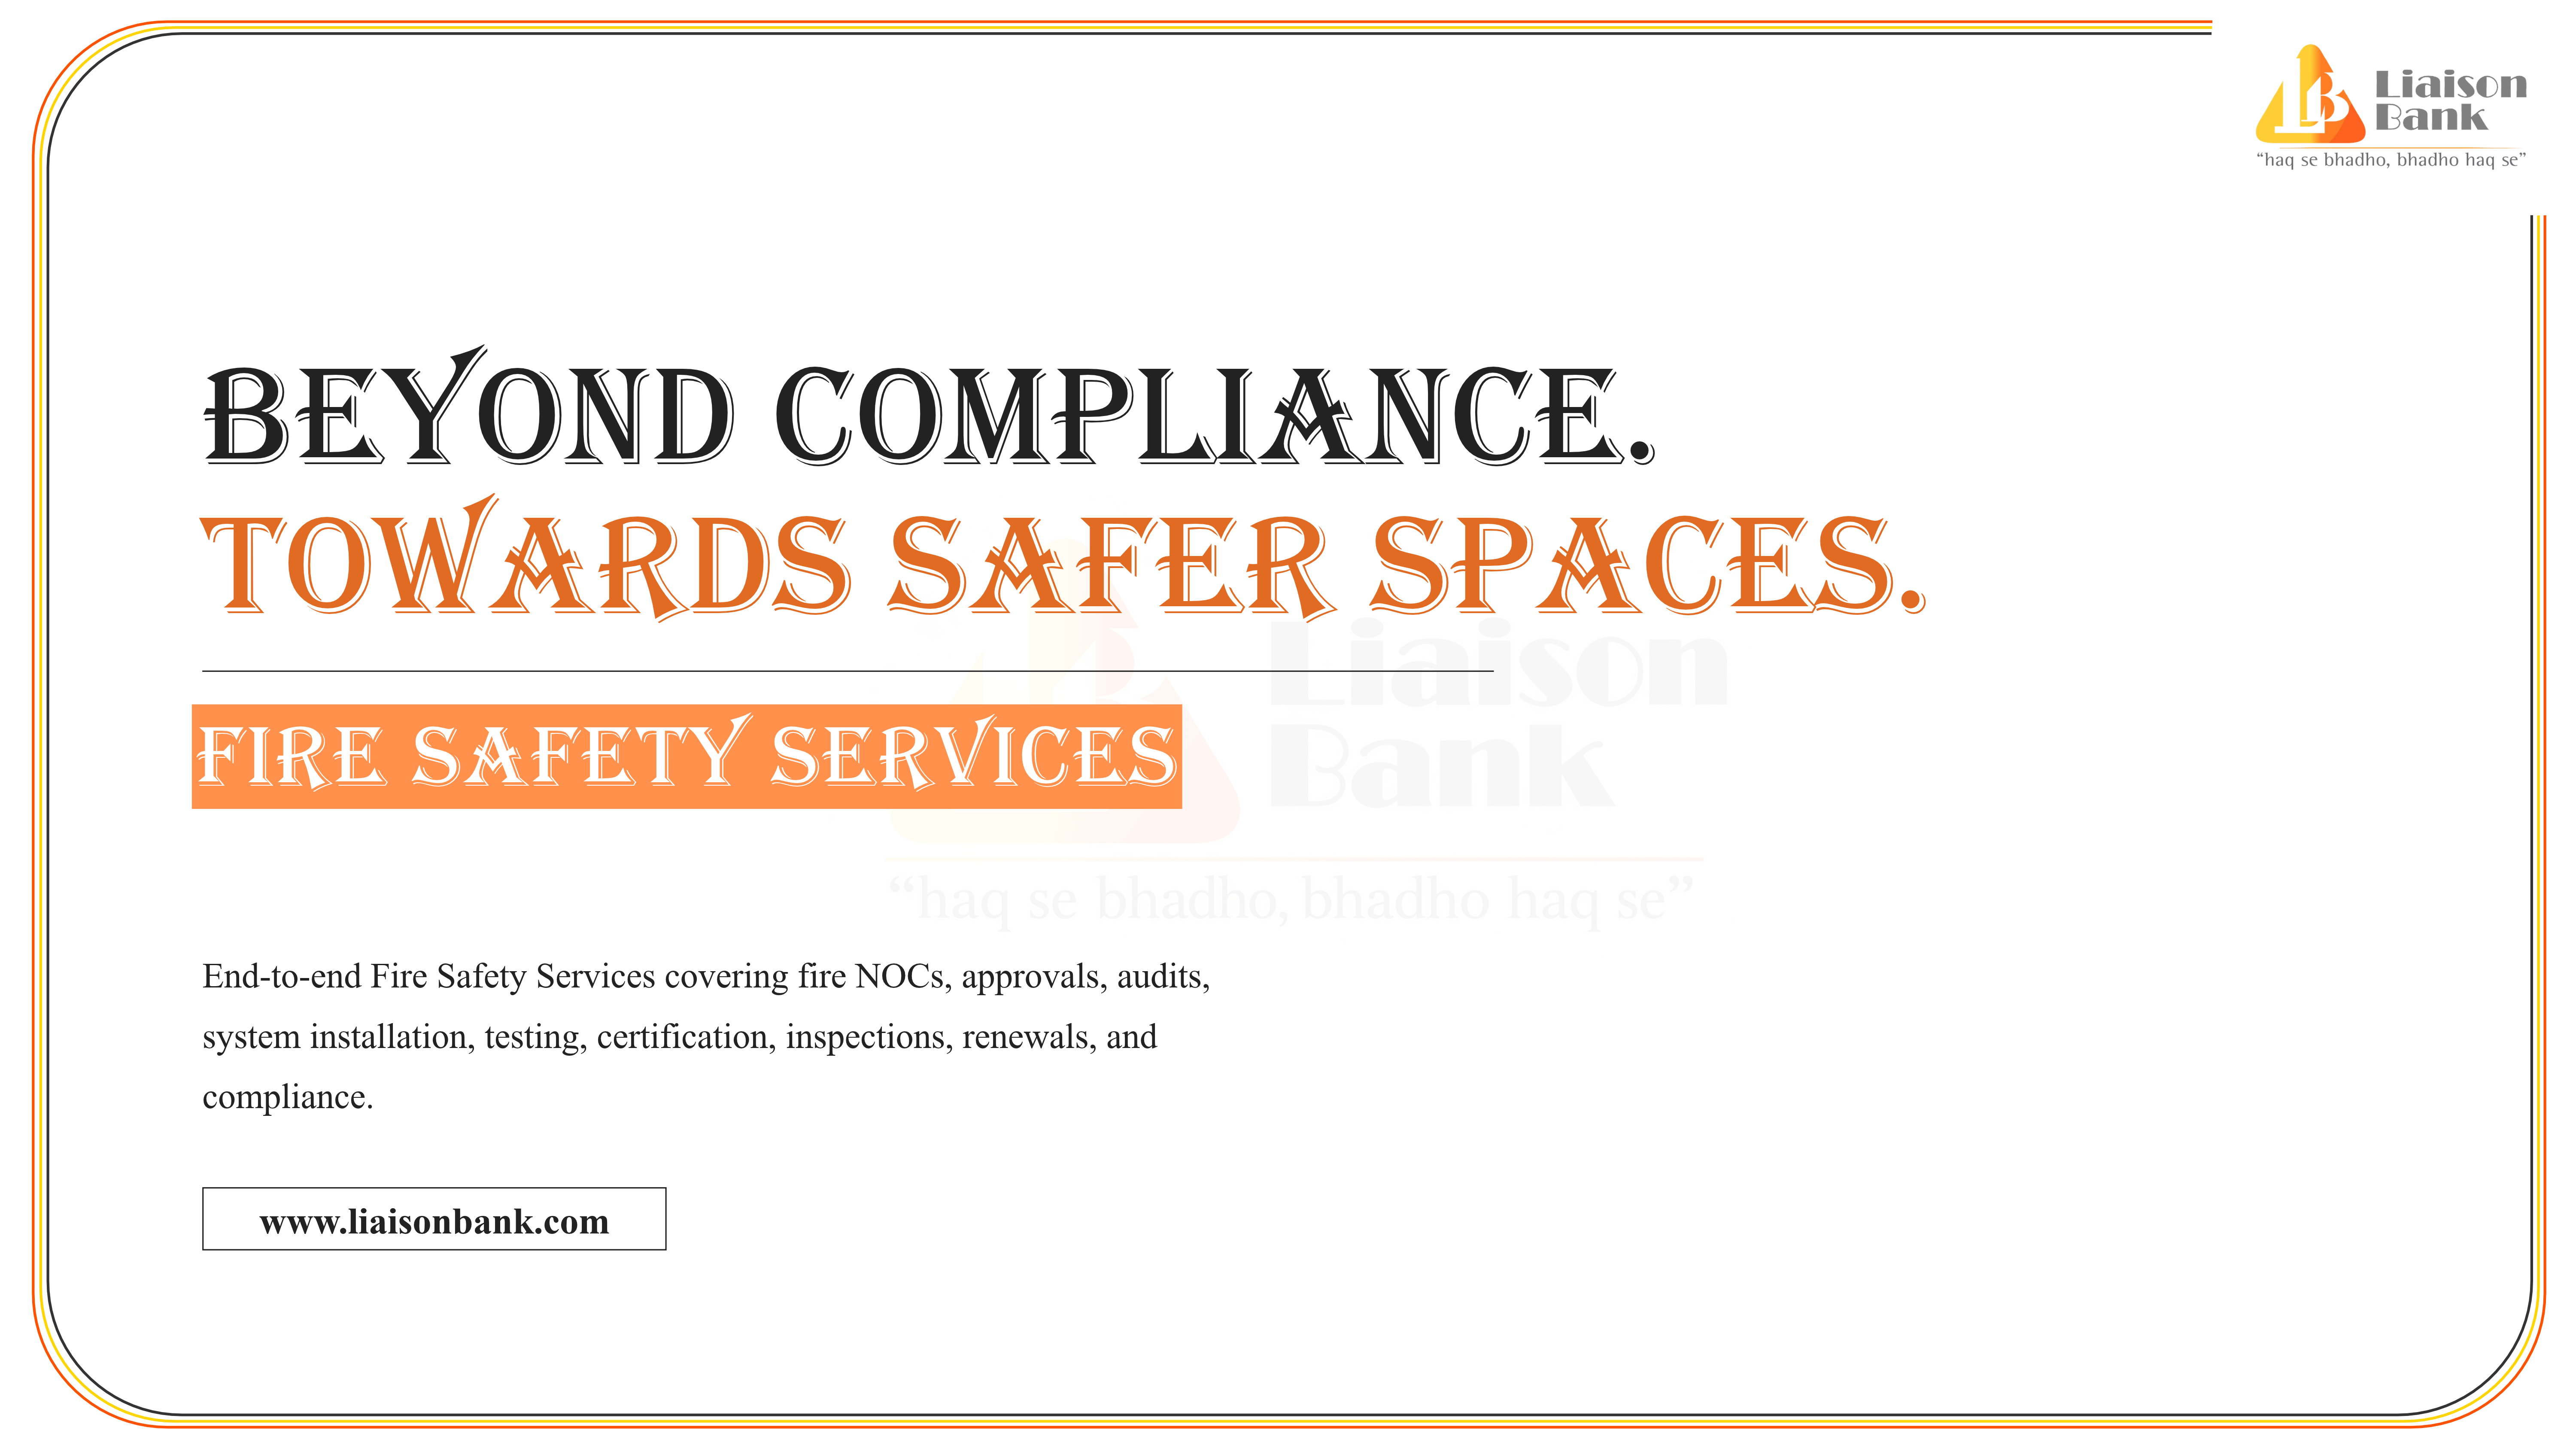 Liaison
Bank
“haq se bhadho, bhadho haq se”
BEYOND COMPLIANCE.
TOWARDS SAFER SPACES.
FIRE SAFETY SERVICES
Liaison
Bank
“haq se bhadho, bhadho haq se”
End-to-end Fire Safety Services covering fire NOCs, approvals, audits,
system installation, testing, certification, inspections, renewals, and
compliance.
www.liaisonbank.com